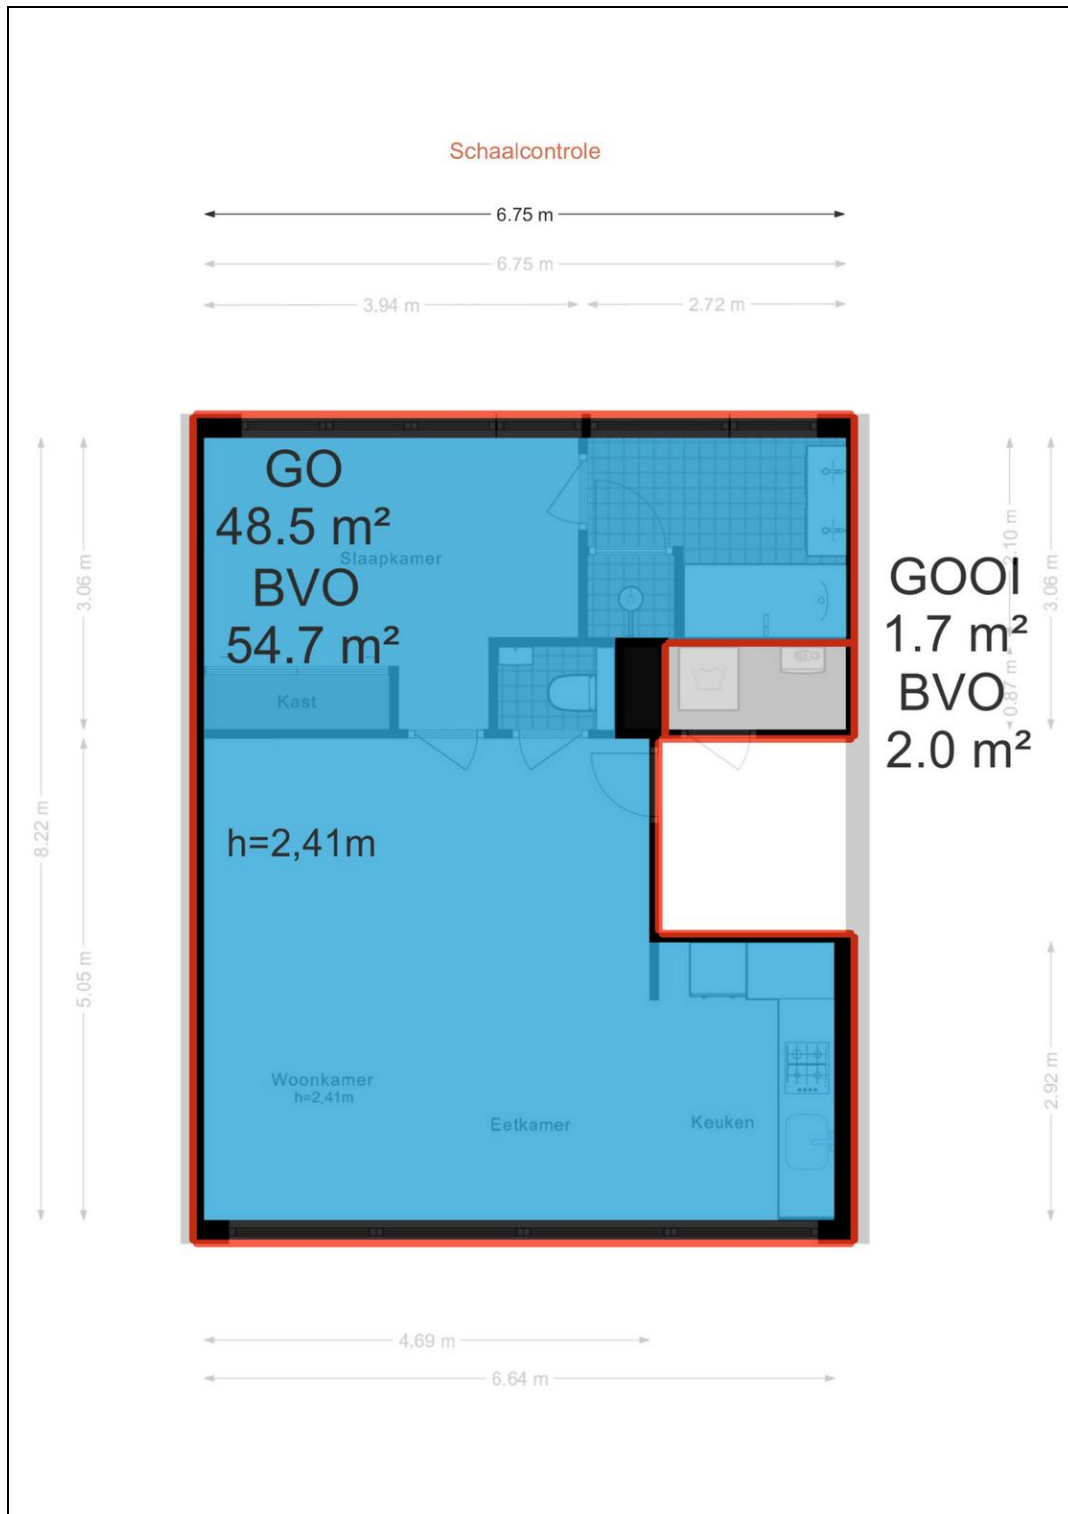 Schaalcontrole
6.75 m
6.75 m
3.94 m
2.72 m
GO
48.5 m²
Slaapkamer
BVO
54.7 m²
Kast
3.06 m
8.22 m
5.05 m
h=2,41m
2.10 m
3.06 m
GOOI
1.7 m²
BVO
2.0 m²
0.87 m
2.92 m
Woonkamer
h=2,41m
Eetkamer
Keuken
4.69 m
6.64 m